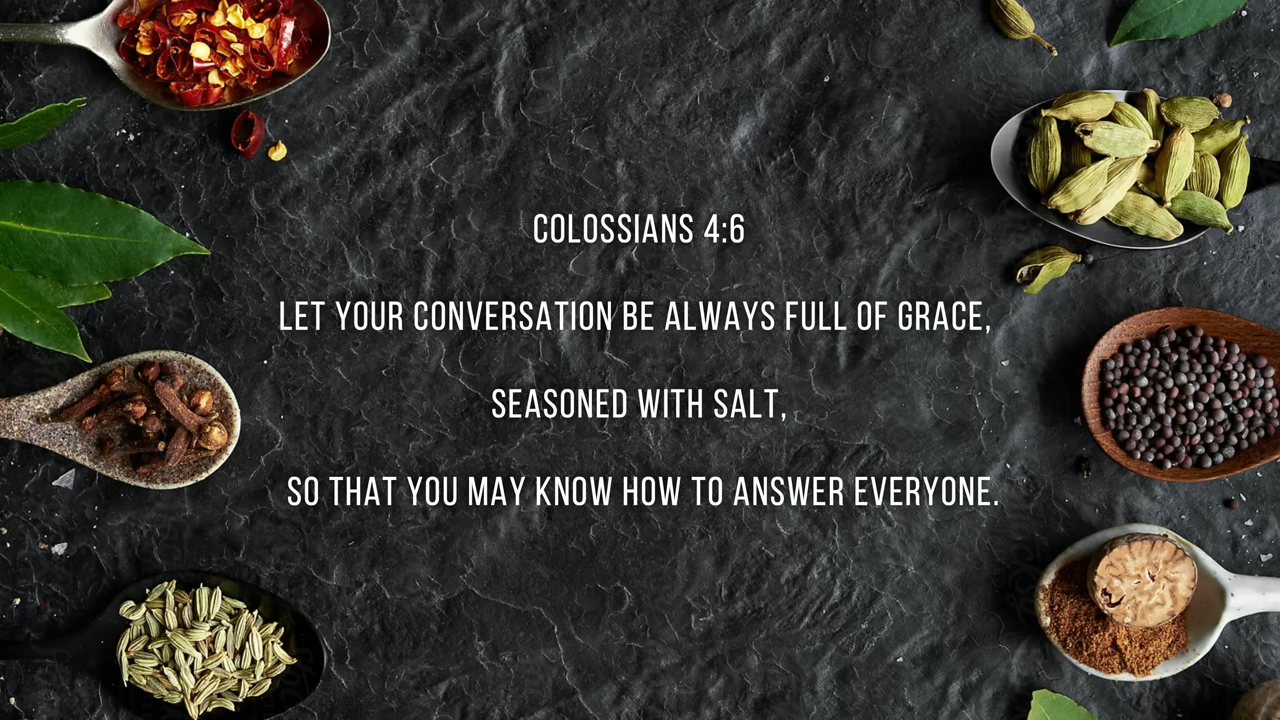 COLOSSIANS 4:6
LET YOUR CONVERSATION BE ALWAYS FULL OF GRACE,
SEASONED WITH SALT,
SO THAT YOU MAY KNOW HOW TO ANSWER EVERYONE.